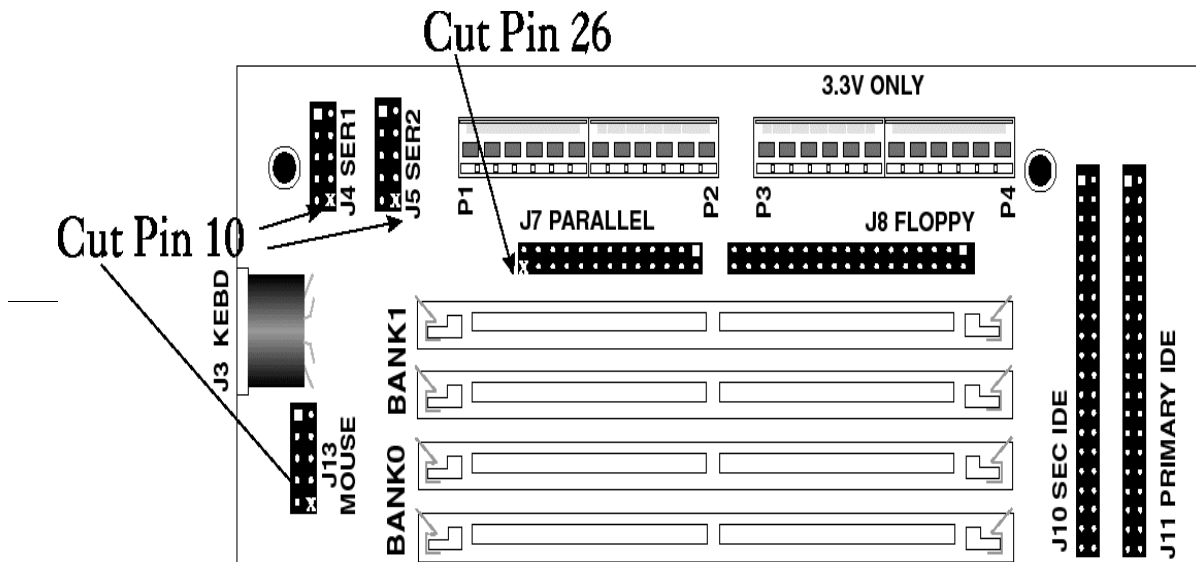 Cut Pin 26
3.3V ONLY
J4 SER1
x
J5 SER2
x
P1
P2
P3
P4
J7 PARALLEL
x
J8 FLOPPY
Cut Pin 10
J3 KEBD
BANK1
J13
MOUSE
x
BANK0
J10 SEC IDE
J11 PRIMARY IDE